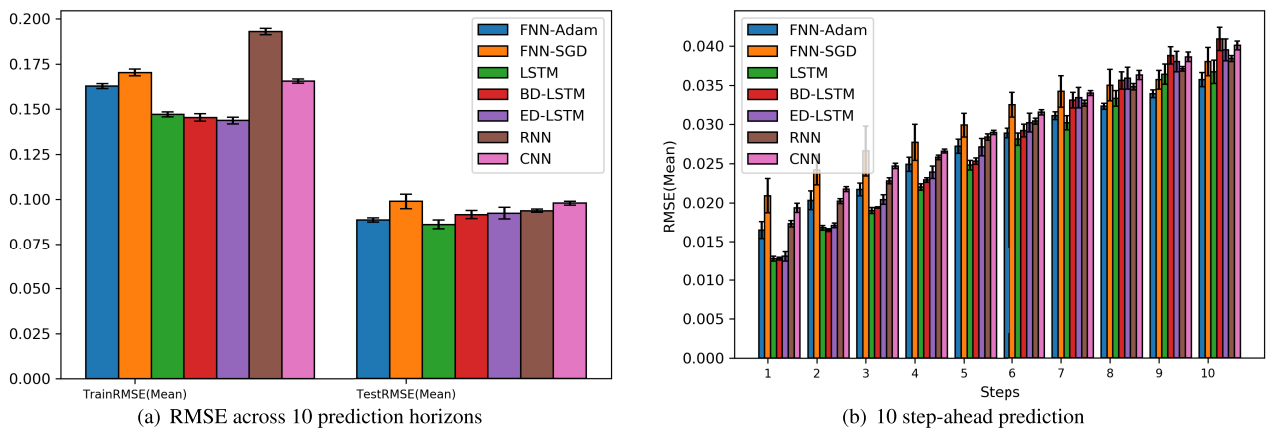 0.200
0.175
0.150
0.125
0.100
0.075
0.050
0.025
0.000
TrainRMSE(Mean)
TestRMSE(Mean)
FNN-Adam
FNN-SGD
LSTM
BD-LSTM
ED-LSTM
RNN
CNN
(a) RMSE across 10 prediction horizons
RMSE(Mean)
0.040
0.035
0.030
0.025
0.020
0.015
0.010
0.005
0.000
1 2 3 4 5 6 7 8 9 10
Steps
FNN-Adam
FNN-SGD
LSTM
BD-LSTM
ED-LSTM
RNN
CNN
(b) 10 step-ahead prediction